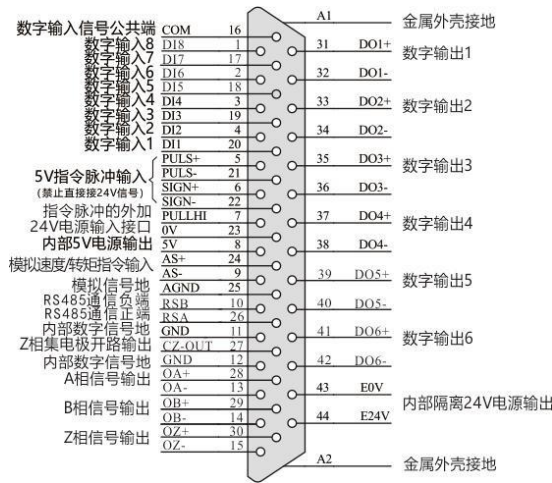 A1 金属外壳接地
数字输入信号公共端 COM 16
数字输入8 DI8 1
31 DO1+ 数字输出1
数字输入7 DI7 17
数字输入6 DI6 2
32 DO1-
数字输入5 DI5 18
数字输入4 DI4 3
33 DO2+ 数字输出2
数字输入3 DI3 19
数字输入2 DI2 4
34 DO2-
数字输入1 DI1 20
5V指令脉冲输入
(禁止直接接24V信号)
PULS+ 5
35 DO3+ 数字输出3
PULS- 21
SIGN+ 6
36 DO3-
SIGN- 22
指令脉冲的外加
24V电源输入接口
PULLHI 7
37 DO4+ 数字输出4
0V 23
内部5V电源输出 5V 8
38 DO4-
模拟速度/转矩指令输入 AS+ 24
AS- 9
39 DO5+ 数字输出5
模拟信号地 AGND 25
RS485通信负端 RSB 10
40 DO5-
RS485通信正端 RSA 26
内部数字信号地 GND 11
41 DO6+ 数字输出6
Z相集电极开路输出 CZ-OUT 27
内部数字信号地 GND 12
42 DO6-
A相信号输出 OA+ 28
OA- 13
43 E0V 内部隔离24V电源输出
B相信号输出 OB+ 29
OB- 14
44 E24V
Z相信号输出 OZ+ 30
OZ- 15
A2 金属外壳接地